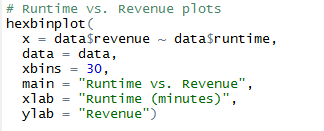 # Runtime vs. Revenue plots
hexbinplot(
  x = data$revenue ~ data$runtime,
  data = data,
  xbins = 30,
  main = "Runtime vs. Revenue",
  xlab = "Runtime (minutes)",
  ylab = "Revenue")